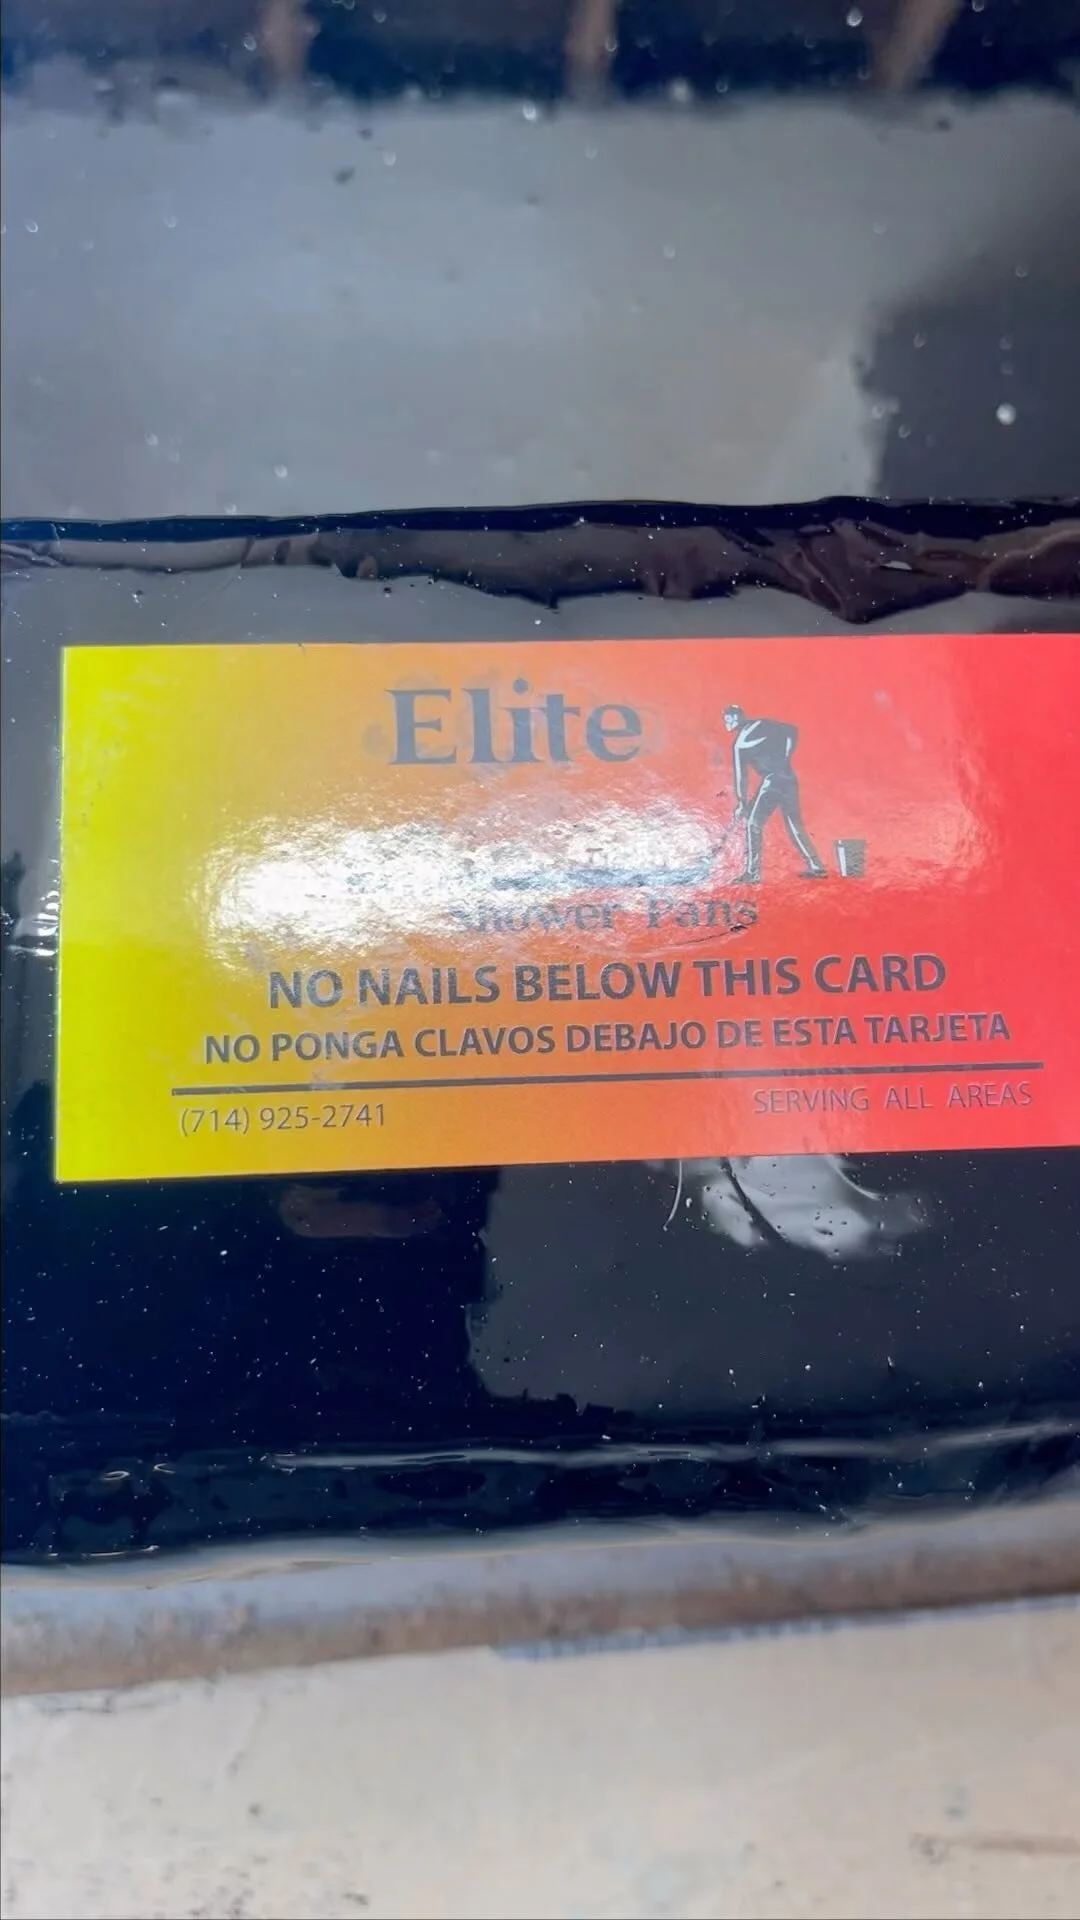 Elite
Shower Pans
NO NAILS BELOW THIS CARD
NO PONGA CLAVOS DEBAJO DE ESTA TARJETA
(714) 925-2741
SERVING ALL AREAS